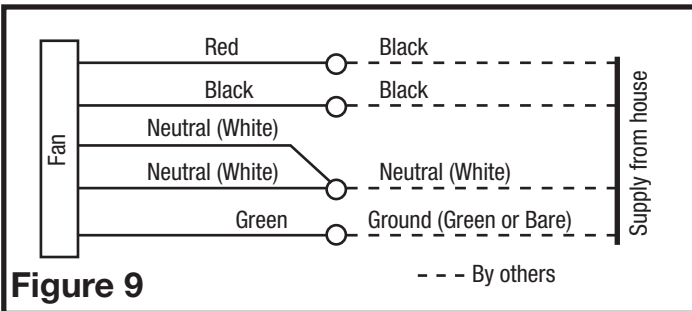 Red Black
Black Black
Neutral (White)
Neutral (White) Neutral (White)
Green Ground (Green or Bare)
Fan
Supply from house
- - - By others
Figure 9